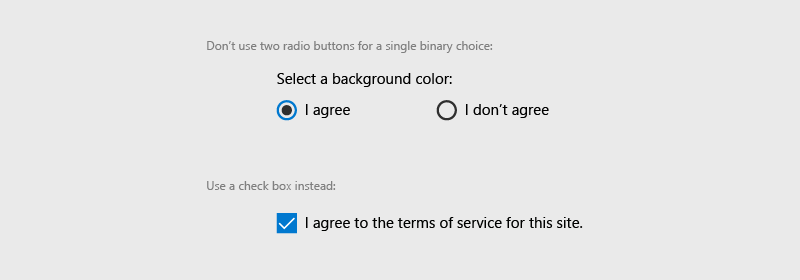 Don't use two radio buttons for a single binary choice:
Select a background color:
I agree I don't agree
Use a check box instead:
I agree to the terms of service for this site.